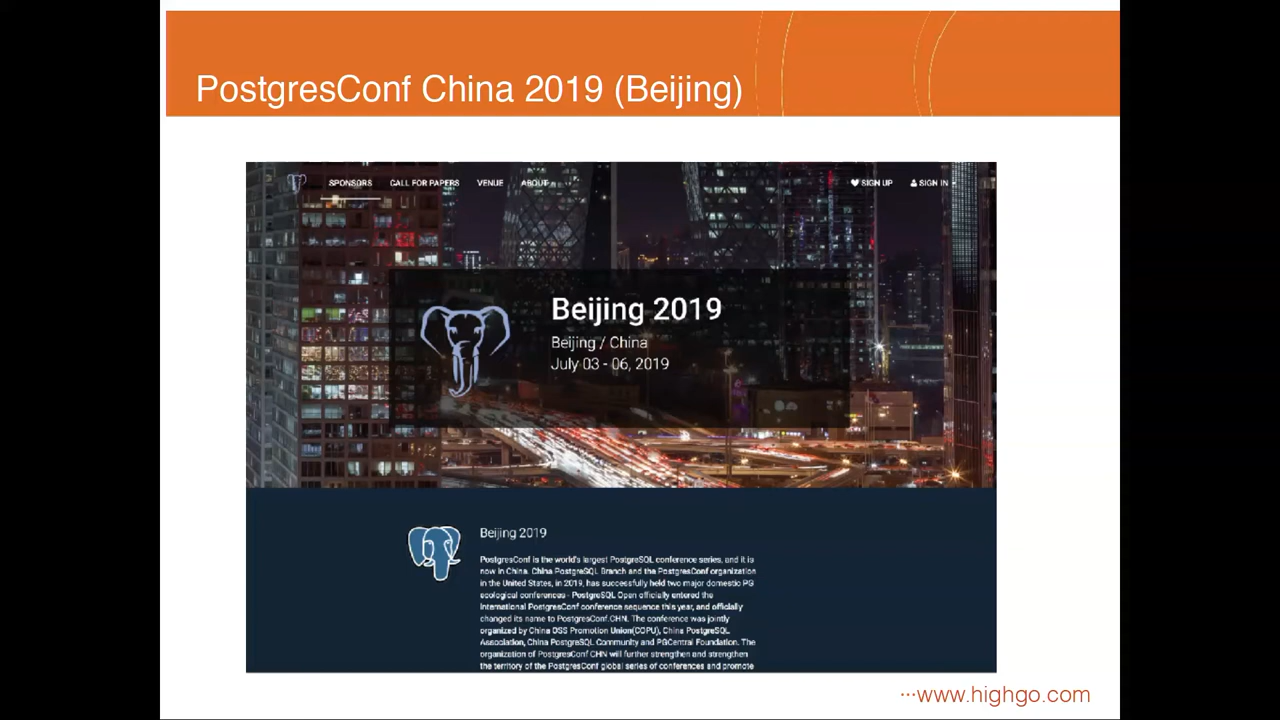 PostgresConf China 2019 (Beijing)
SPONSORS CALL FOR PAPERS VENUE ABOUT SIGN UP SIGN IN
Beijing 2019
Beijing / China
July 03 - 06, 2019
Beijing 2019
PostgresConf is the world's largest PostgreSQL conference series, and it is
now in China. China PostgreSQL Branch and the PostgresConf organization
in the United States, in 2019, has successfully held two major domestic PG
ecological conferences - PostgreSQL Open officially entered the
International PostgresConf conference sequence this year, and officially
changed its name to PostgresConf.CHN. The conference was jointly
organized by China OSS Promotion Union(COPU), China PostgreSQL
Association, China PostgreSQL Community and PGCentral Foundation. The
organization of PostgresConf CHN will further strengthen and strengthen
the territory of the PostgresConf global series of conferences and promote
···www.highgo.com